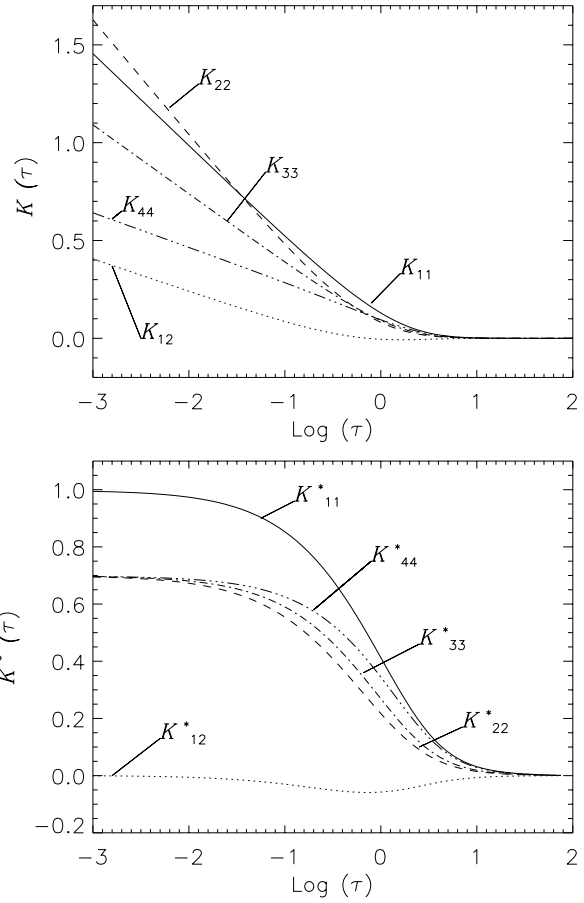 1.5
1.0
0.5
0.0
K (τ)
K₂₂
K₃₃
K₄₄
K₁₁
K₁₂
-3 -2 -1 0 1 2
Log (τ)
1.0
0.8
0.6
0.4
0.2
0.0
-0.2
K* (τ)
K*₁₁
K*₄₄
K*₃₃
K*₂₂
K*₁₂
-3 -2 -1 0 1 2
Log (τ)